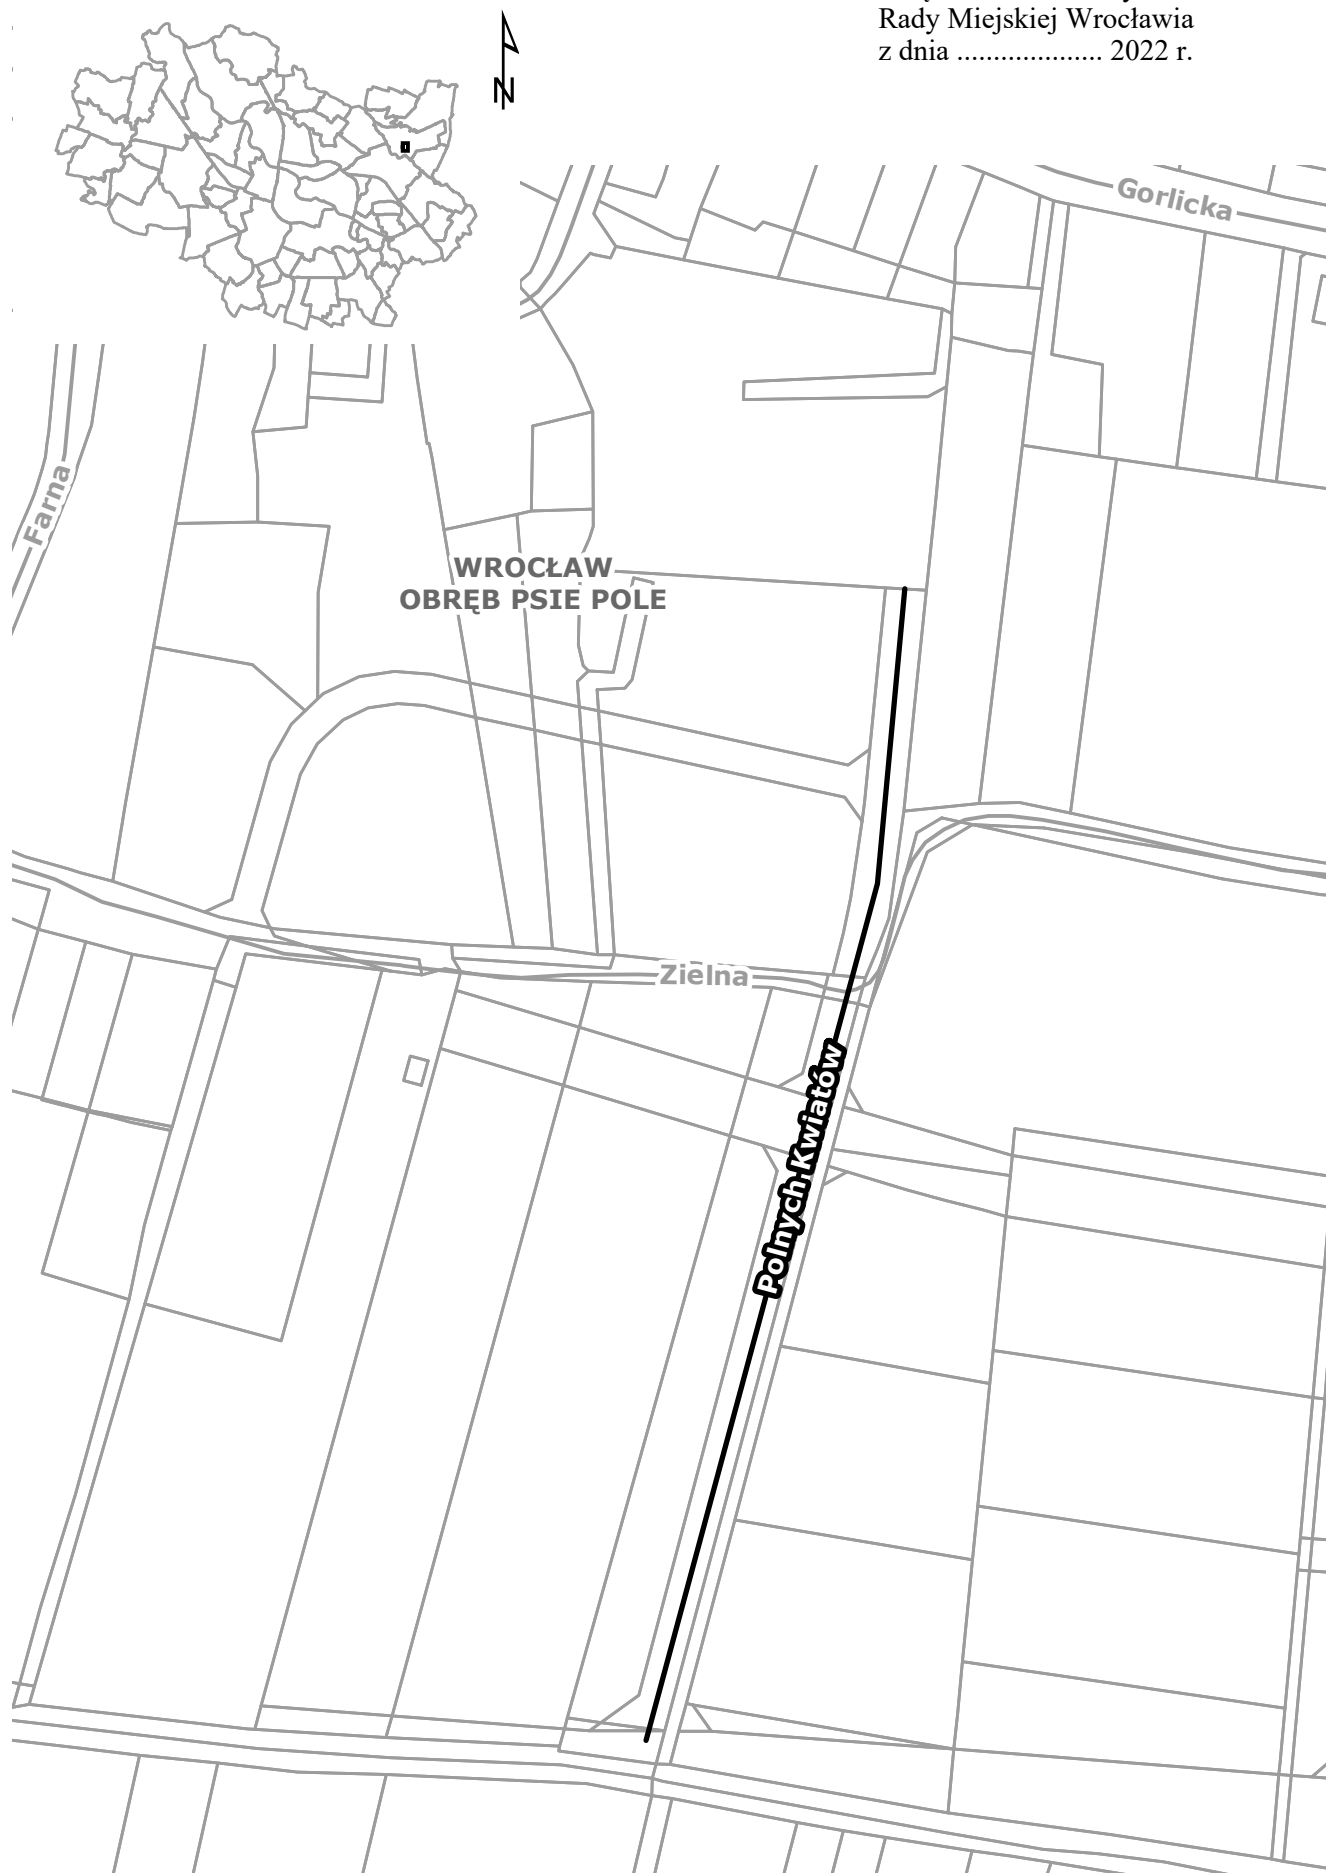 Rady Miejskiej Wrocławia
z dnia .................... 2022 r.
N
Gorlicka
Farna
WROCŁAW
OBRĘB PSIE POLE
Zielna
Polnych Kwiatów